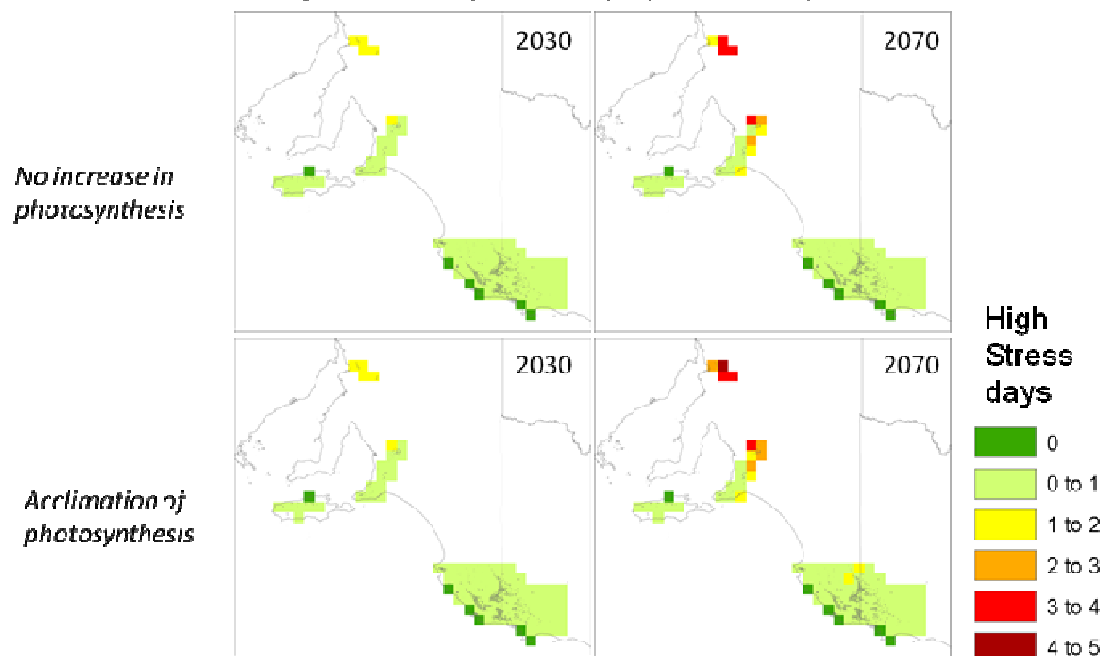 2030
2070
No increase in
photosynthesis
2030
2070
Acclimation of
photosynthesis
High
Stress
days
0
0 to 1
1 to 2
2 to 3
3 to 4
4 to 5